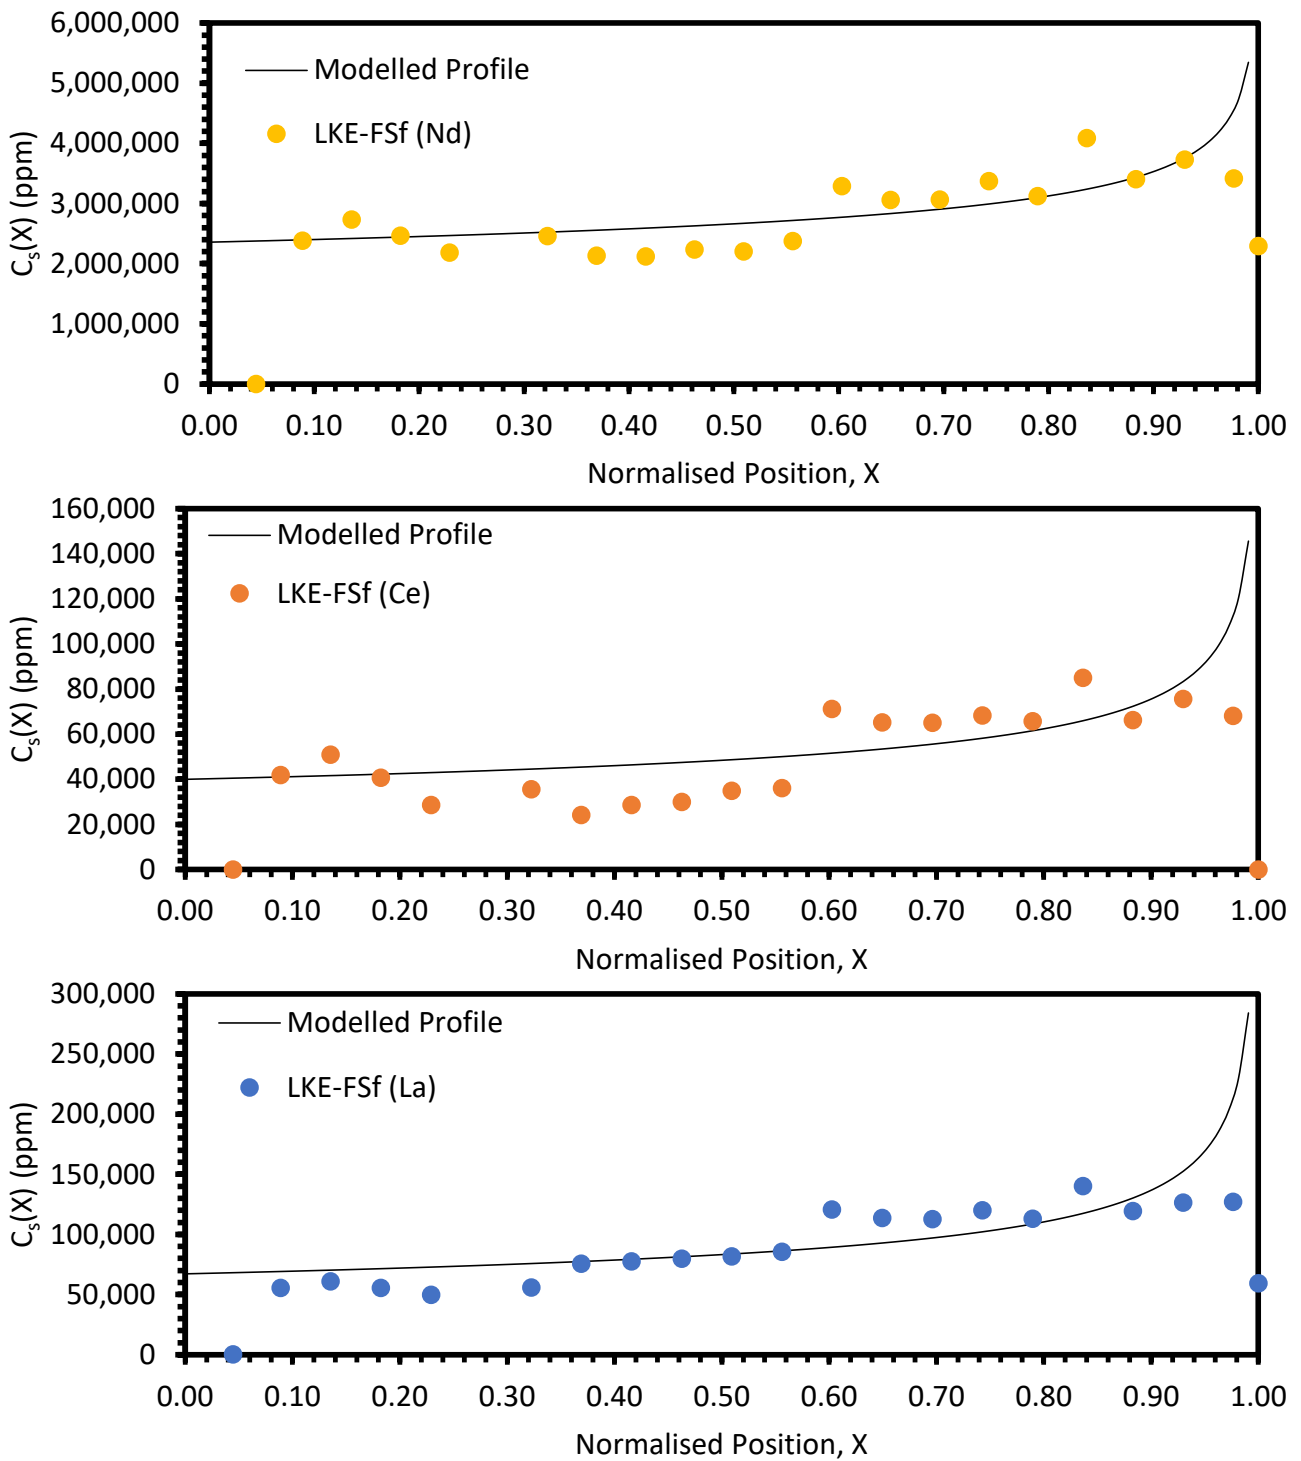 6,000,000
5,000,000
4,000,000
3,000,000
2,000,000
1,000,000
0
C_s(X) (ppm)
Modelled Profile
LKE-FSf (Nd)
0.00 0.10 0.20 0.30 0.40 0.50 0.60 0.70 0.80 0.90 1.00
Normalised Position, X
160,000
140,000
120,000
100,000
80,000
60,000
40,000
20,000
0
C_s(X) (ppm)
Modelled Profile
LKE-FSf (Ce)
0.00 0.10 0.20 0.30 0.40 0.50 0.60 0.70 0.80 0.90 1.00
Normalised Position, X
300,000
250,000
200,000
150,000
100,000
50,000
0
C_s(X) (ppm)
Modelled Profile
LKE-FSf (La)
0.00 0.10 0.20 0.30 0.40 0.50 0.60 0.70 0.80 0.90 1.00
Normalised Position, X